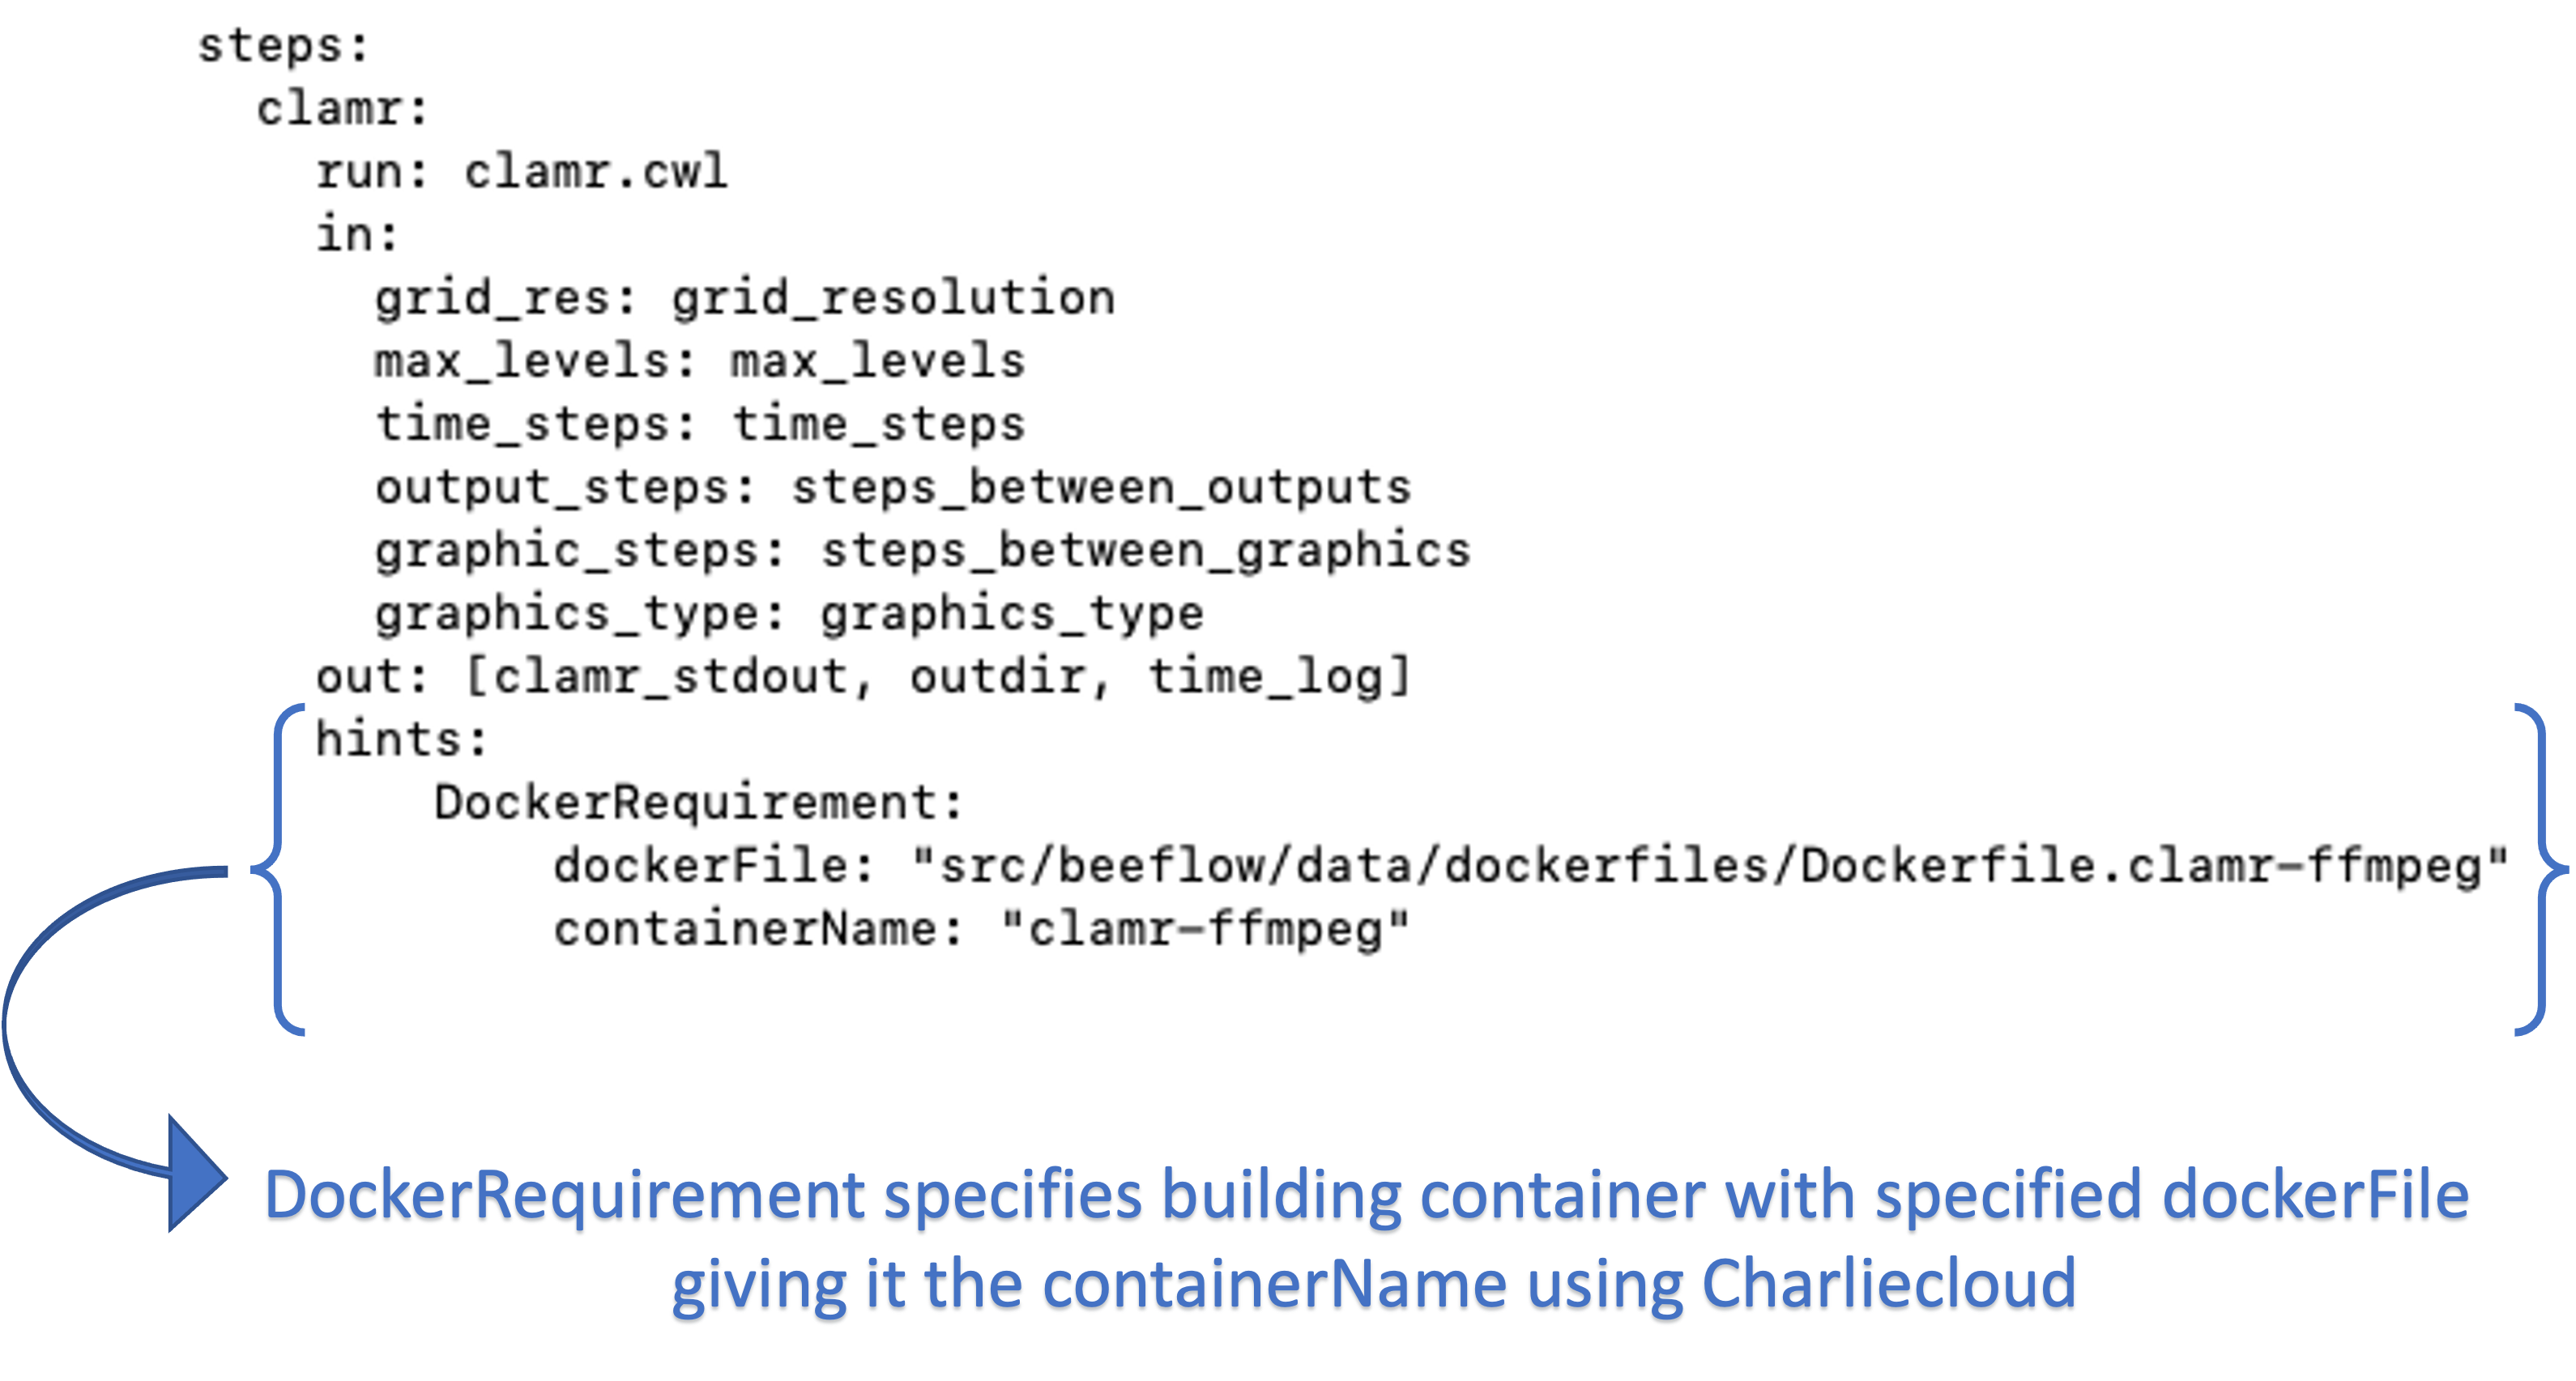 steps:
clamr:
run: clamr.cwl
in:
grid_res: grid_resolution
max_levels: max_levels
time_steps: time_steps
output_steps: steps_between_outputs
graphic_steps: steps_between_graphics
graphics_type: graphics_type
out: [clamr_stdout, outdir, time_log]
hints:
DockerRequirement:
dockerFile: "src/beeflow/data/dockerfiles/Dockerfile.clamr-ffmpeg"
containerName: "clamr-ffmpeg"
DockerRequirement specifies building container with specified dockerFile
giving it the containerName using Charliecloud